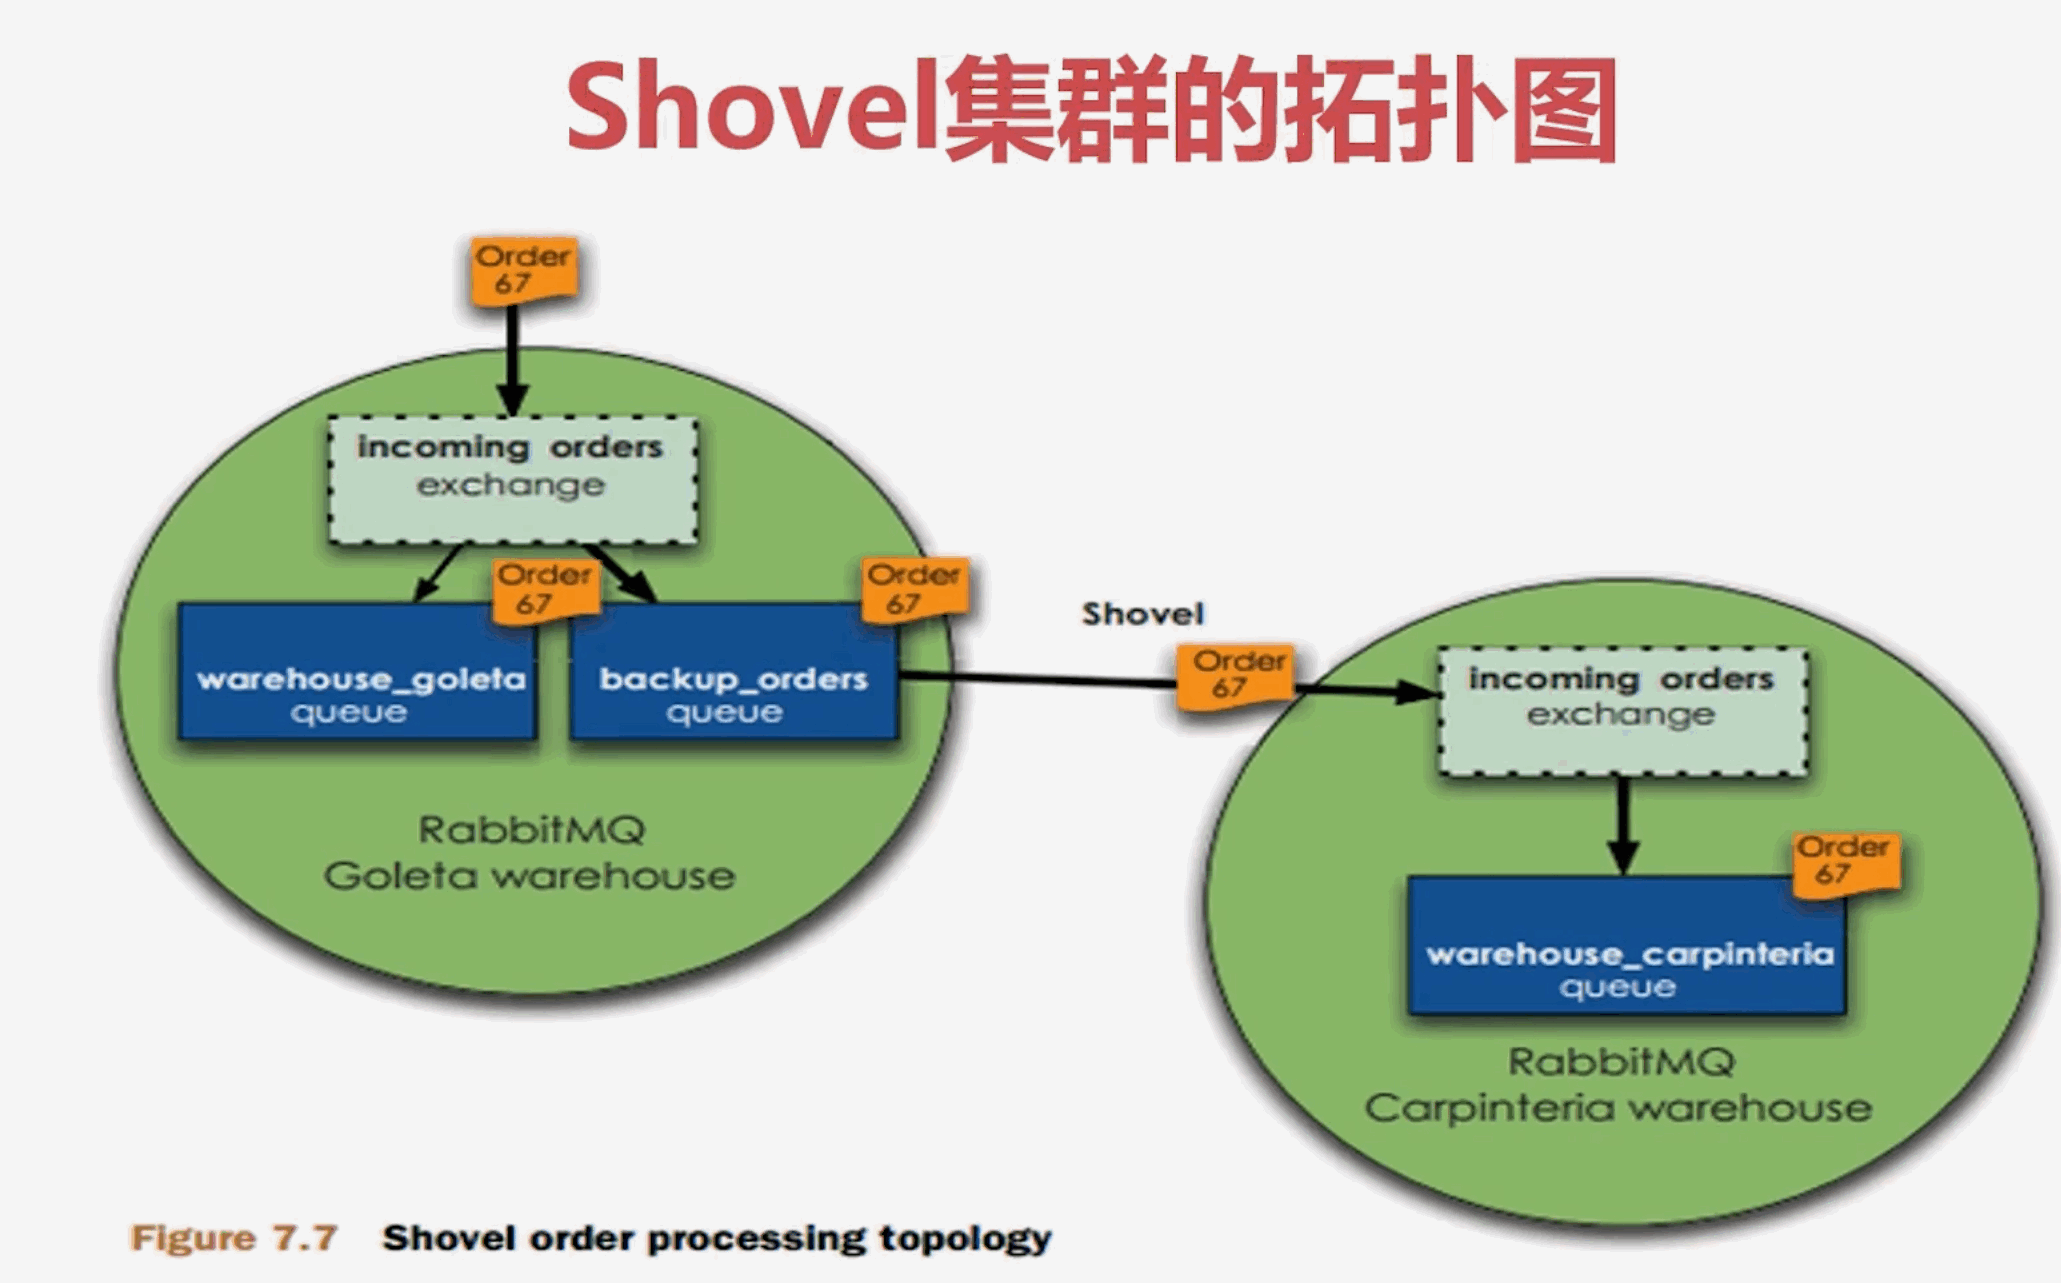 Shovel集群的拓扑图
Order
67
incoming orders
exchange
Order
67
Order
67
warehouse_goleta
queue
backup_orders
queue
RabbitMQ
Goleta warehouse
Shovel
Order
67
incoming orders
exchange
Order
67
warehouse_carpinteria
queue
RabbitMQ
Carpinteria warehouse
Figure 7.7 Shovel order processing topology